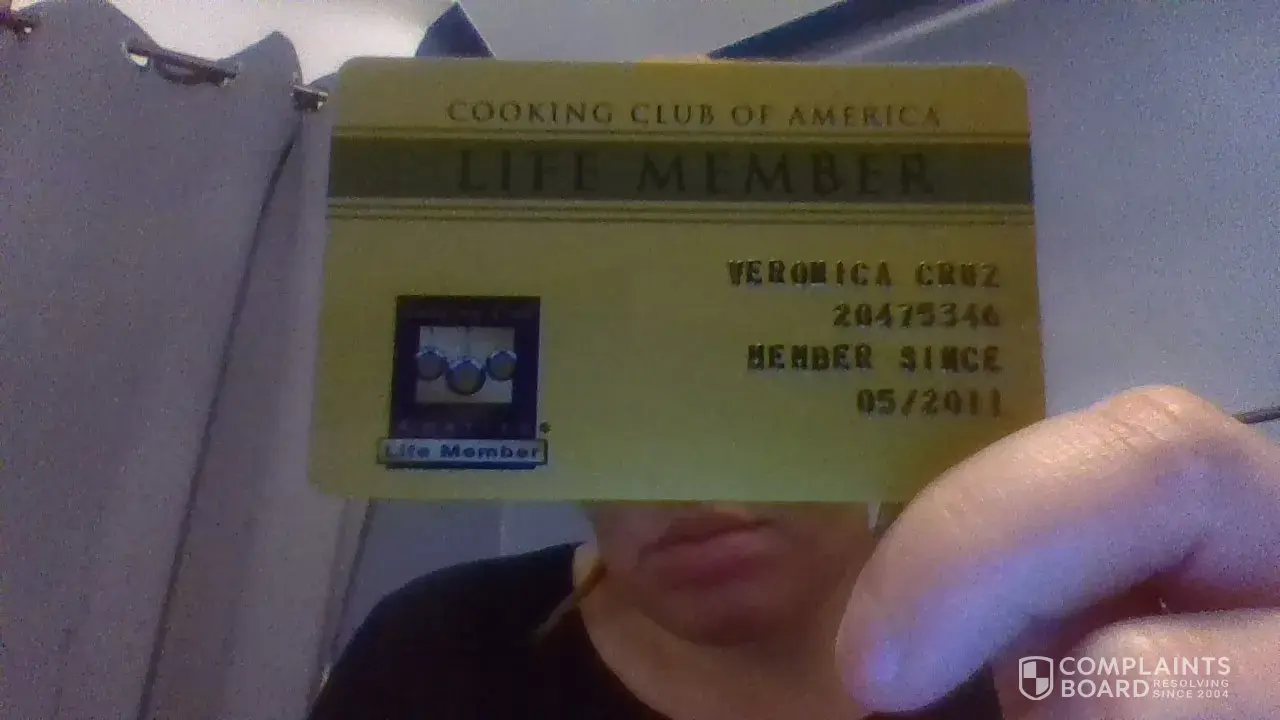 COOKING CLUB OF AMERICA
LIFE MEMBER
VERONICA CRUZ
20475346
MEMBER SINCE
05/2011
Life Member
COMPLAINTS
BOARD RESOLVING
SINCE 2004